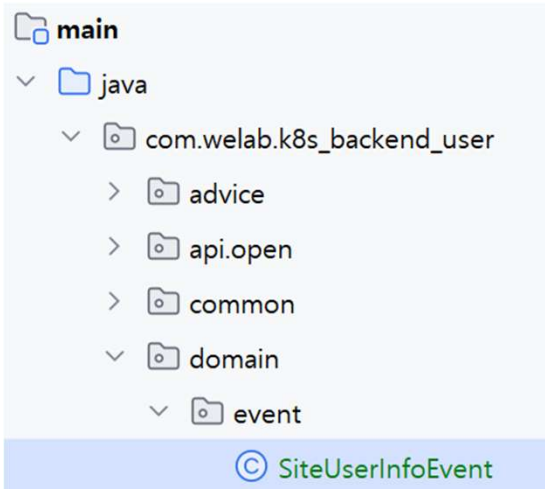 main
java
com.welab.k8s_backend_user
advice
api.open
common
domain
event
SiteUserInfoEvent